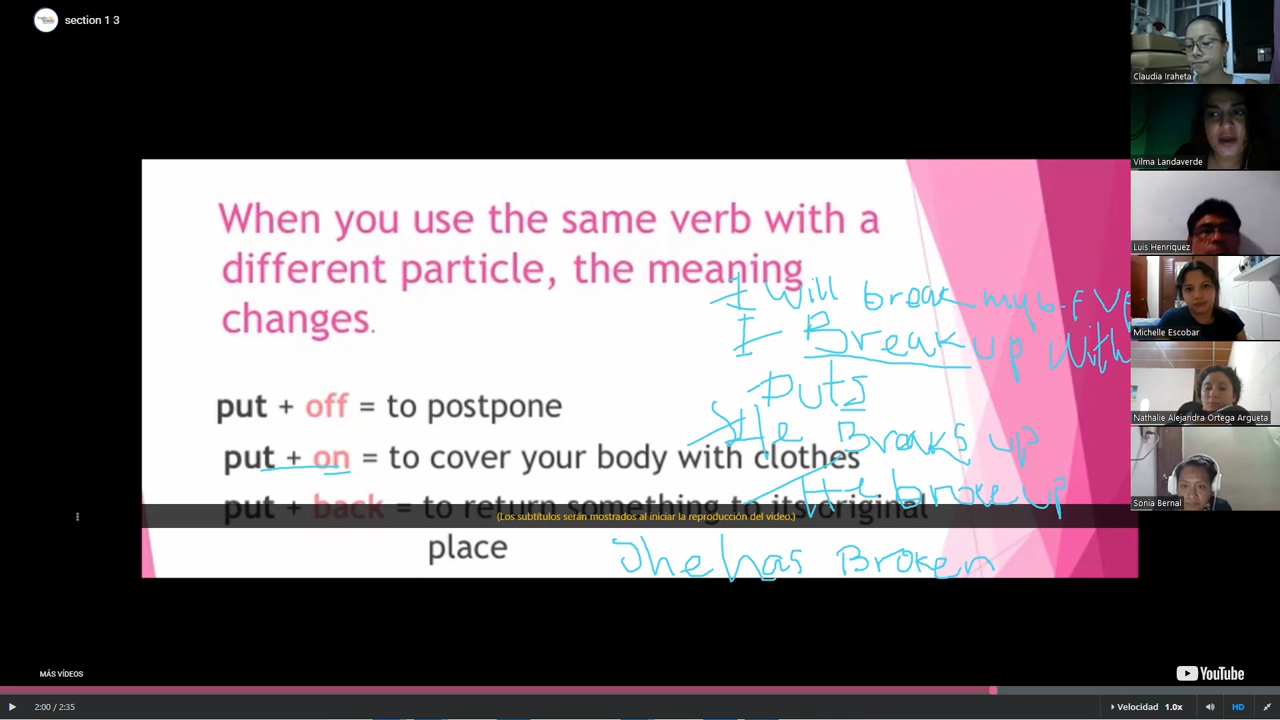 section 1 3
Claudia Iraheta
Vilma Landaverde
Luis Henriquez
Michelle Escobar
Nathalie Alejandra Ortega Argueta
Sonia Bernal
When you use the same verb with a
different particle, the meaning
changes.
I will break my b.f
I Break up With
puts
He Breaks up
He broke up
She has Broken
put + off = to postpone
put + on = to cover your body with clothes
put + back = to return something to its original
place
(Los subtítulos serán mostrados al iniciar la reproducción del video.)
MÁS VÍDEOS
YouTube
2:00 / 2:35
Velocidad 1.0x
HD